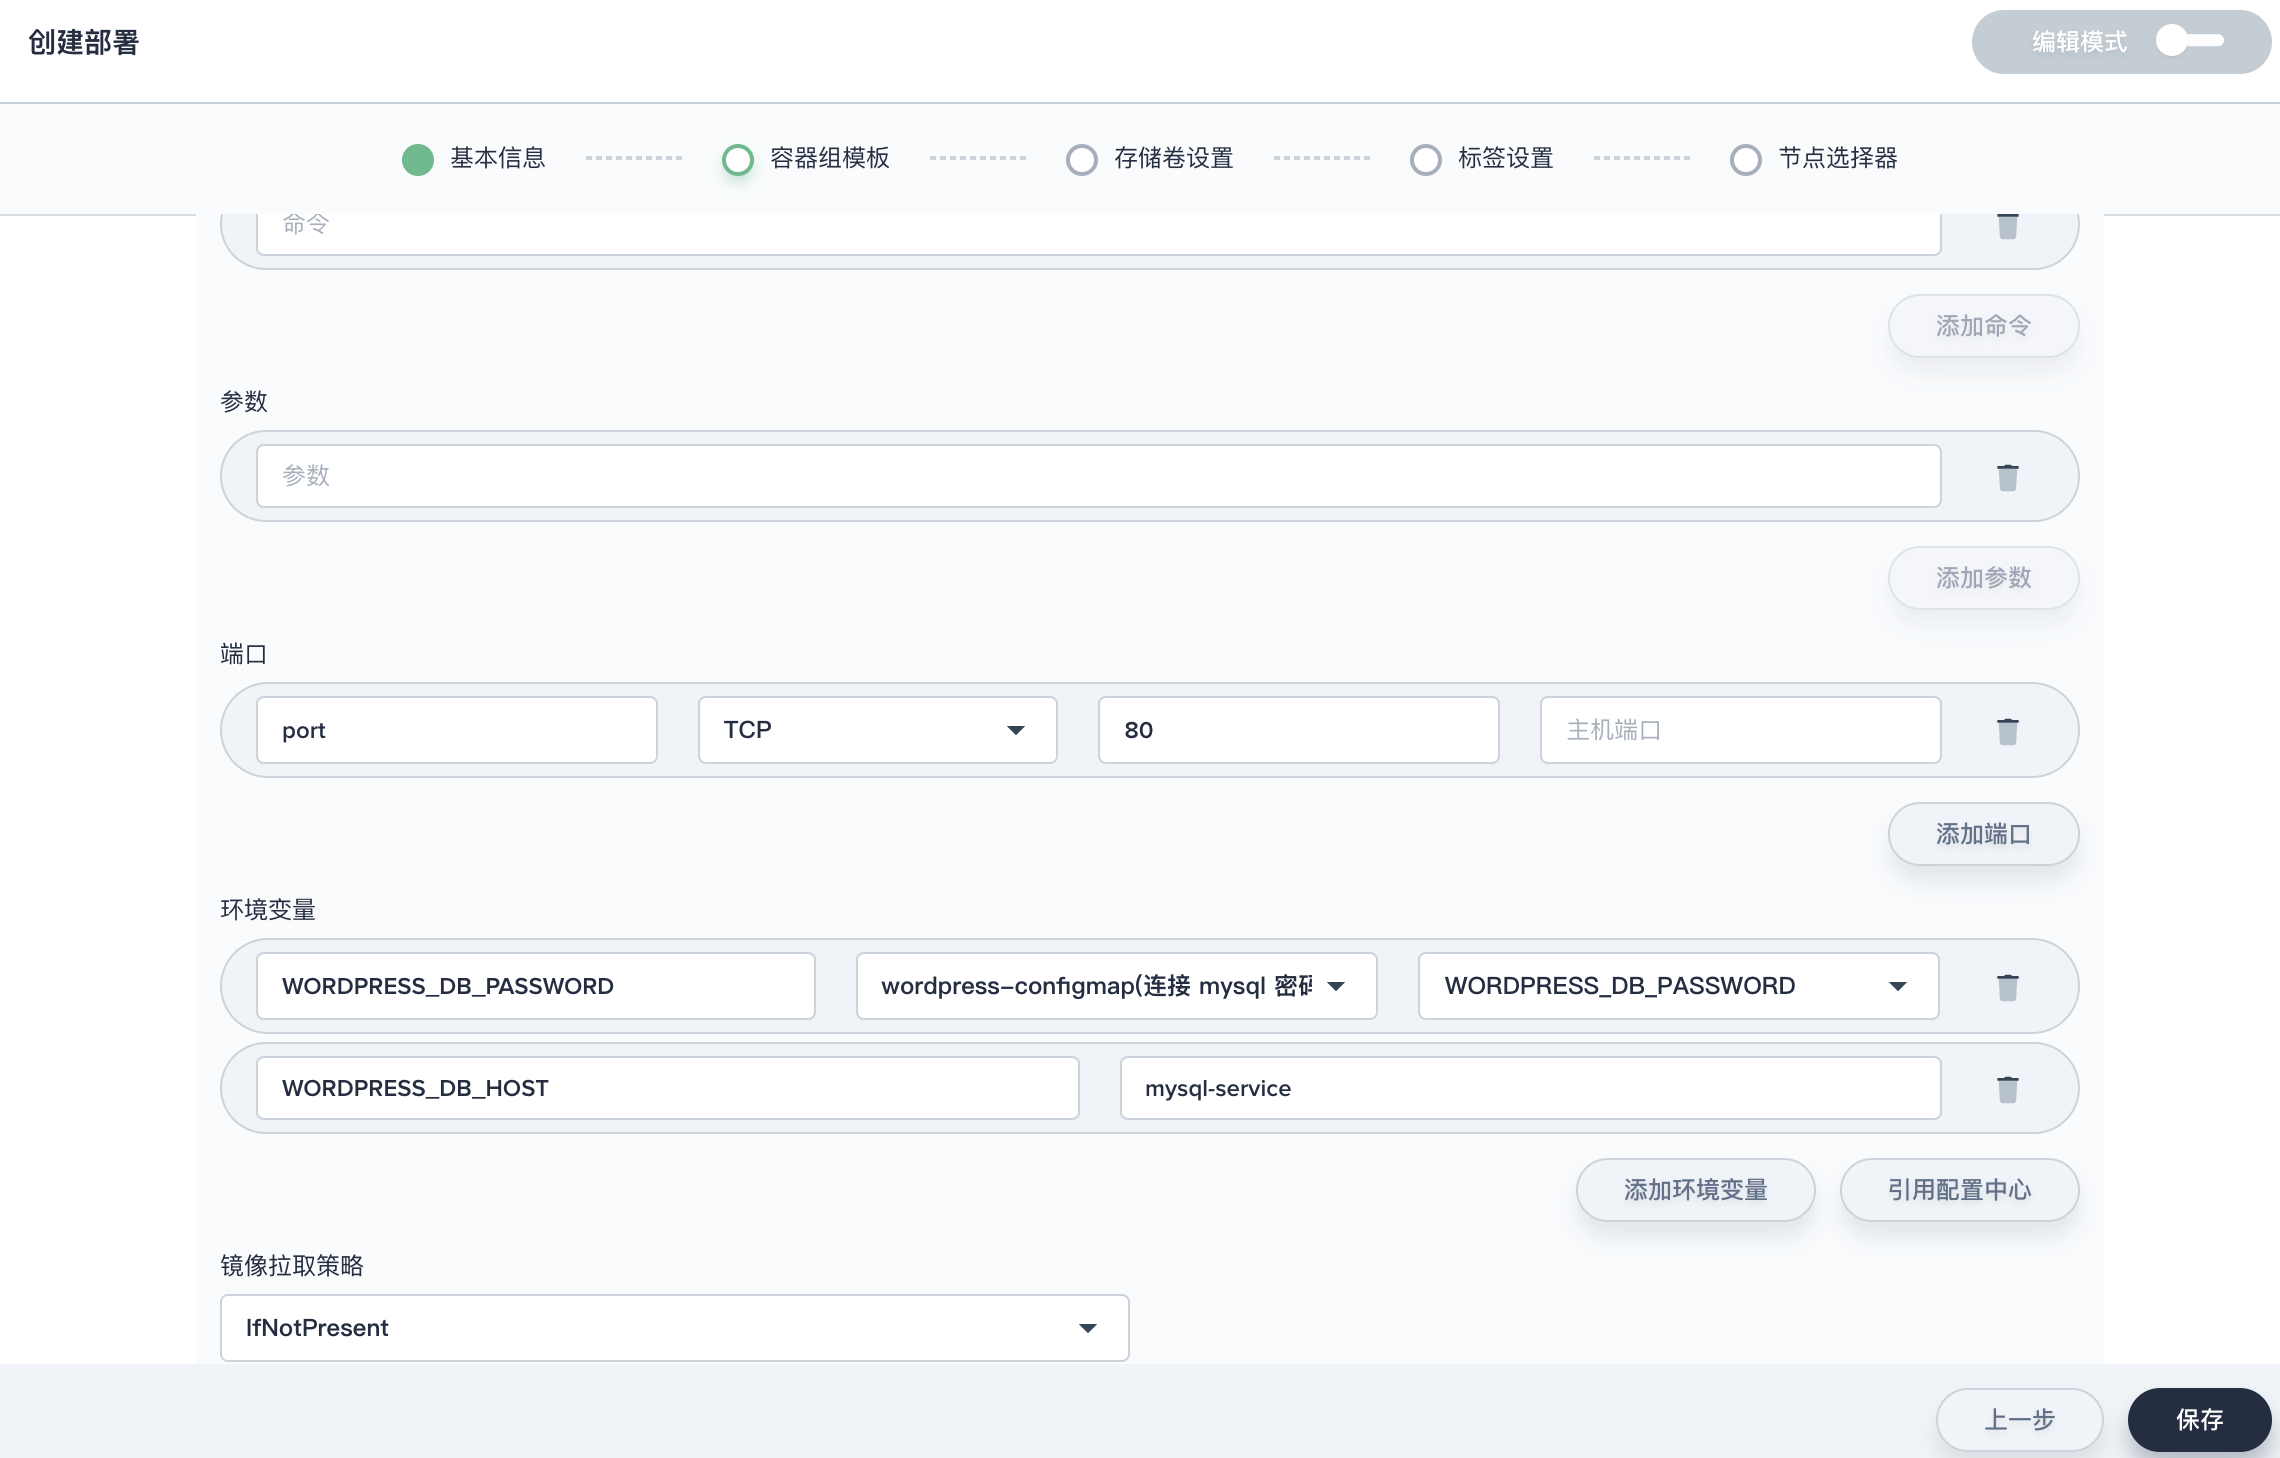 创建部署
编辑模式
基本信息
容器组模板
存储卷设置
标签设置
节点选择器
命令
添加命令
参数
参数
添加参数
端口
port
TCP
80
主机端口
添加端口
环境变量
WORDPRESS_DB_PASSWORD
wordpress-configmap(连接 mysql 密码
WORDPRESS_DB_PASSWORD
WORDPRESS_DB_HOST
mysql-service
添加环境变量
引用配置中心
镜像拉取策略
IfNotPresent
上一步
保存